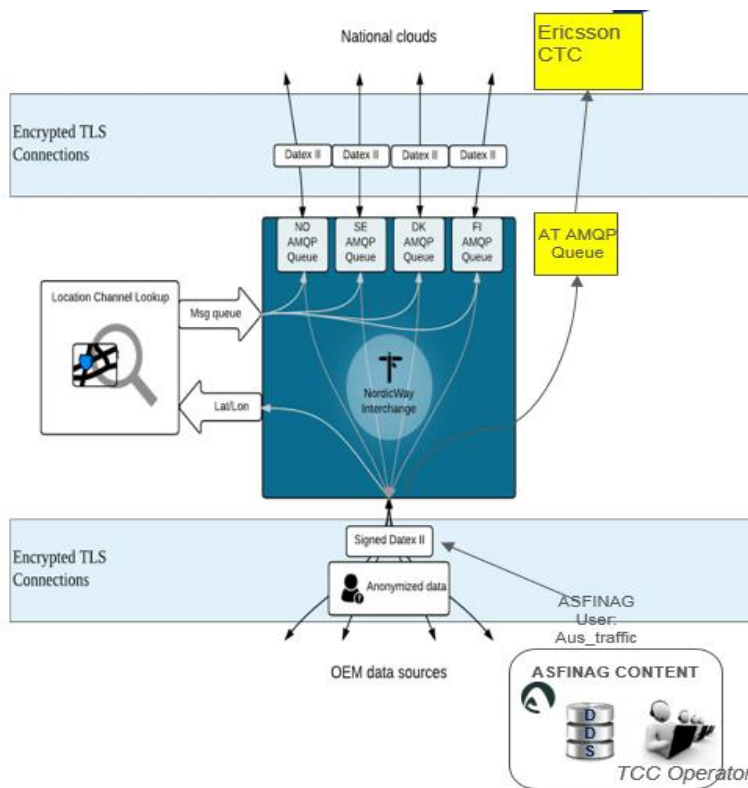 National clouds
Ericsson
CTC
Encrypted TLS
Connections
Datex II
Datex II
Datex II
Datex II
NO
AMQP
Queue
SE
AMQP
Queue
DK
AMQP
Queue
FI
AMQP
Queue
AT AMQP
Queue
Location Channel Lookup
Msg queue
NordicWay
Interchange
Lat/Lon
Encrypted TLS
Connections
Signed Datex II
Anonymized data
ASFINAG
User:
Aus_traffic
OEM data sources
ASFINAG CONTENT
D
D
S
TCC Operator